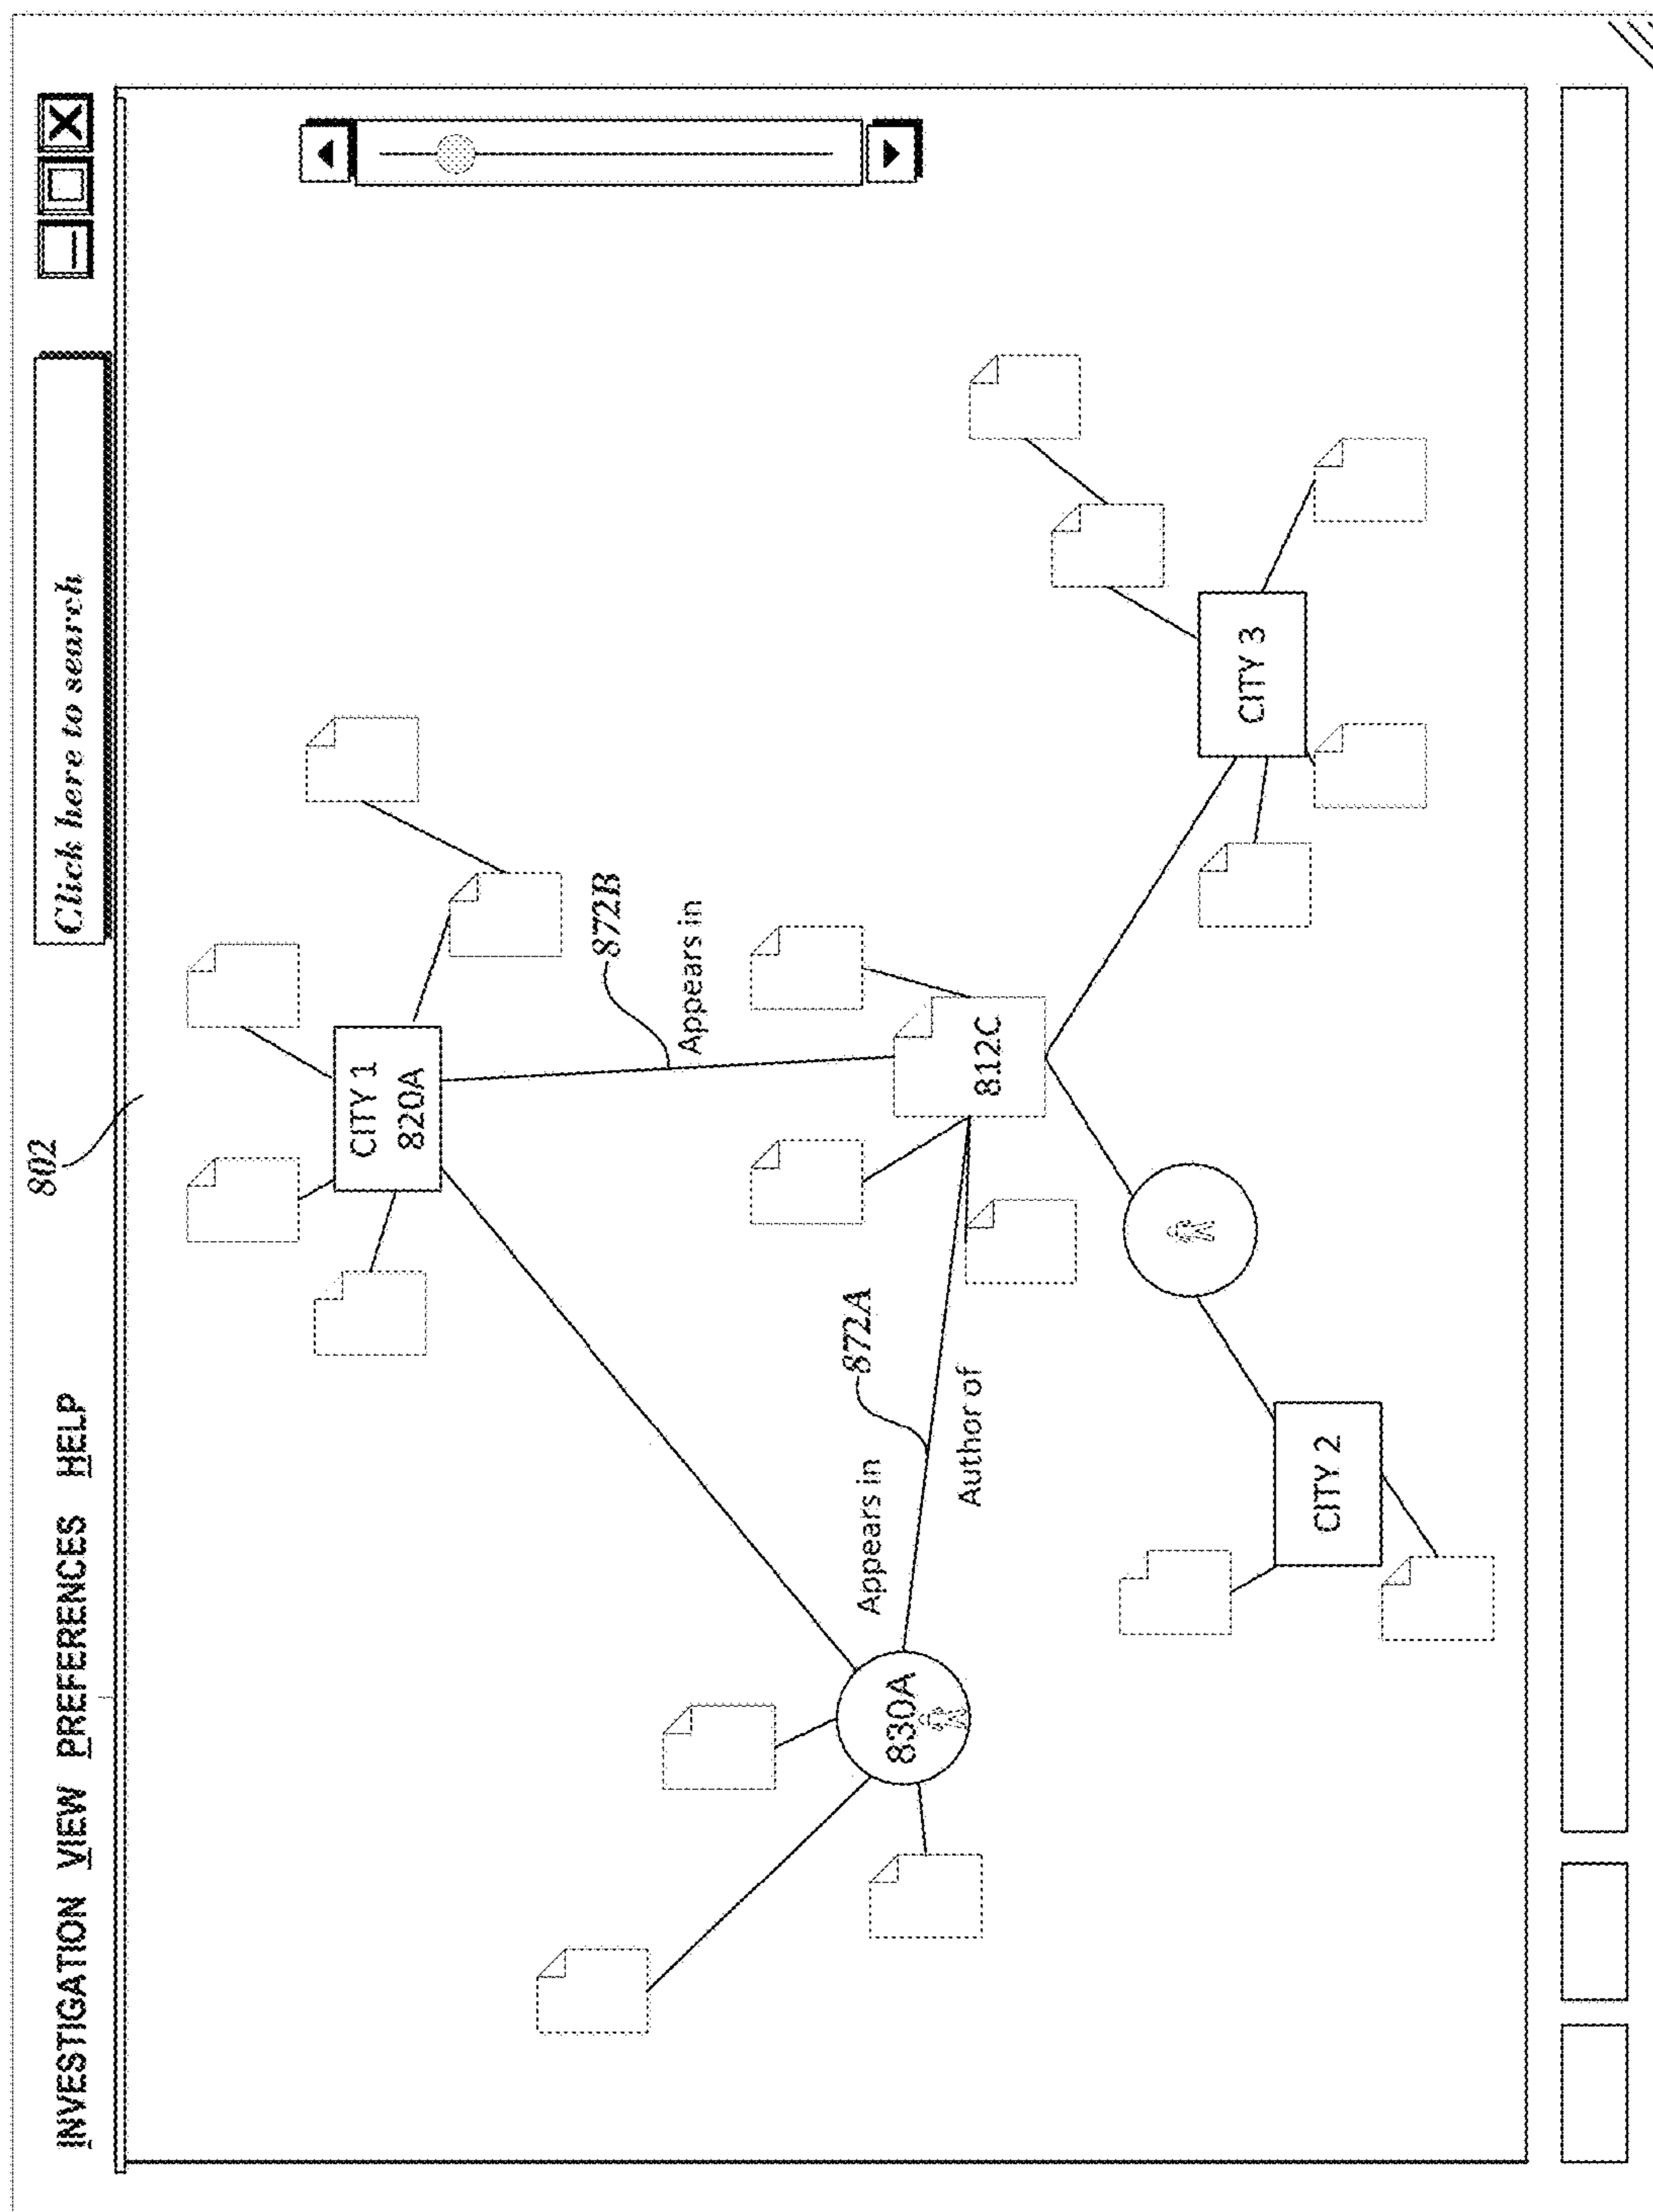 INVESTIGATION VIEW PREFERENCES HELP
Click here to search
802
CITY 1
820A
872B
Appears in
830A
Appears in
872A
Author of
812C
CITY 2
CITY 3